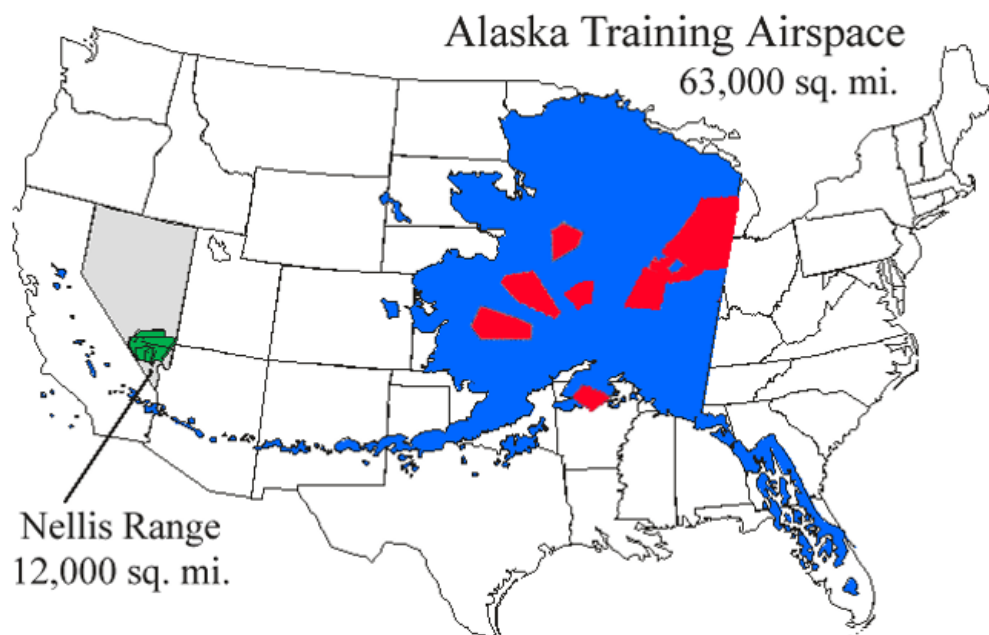 Alaska Training Airspace
63,000 sq. mi.
Nellis Range
12,000 sq. mi.